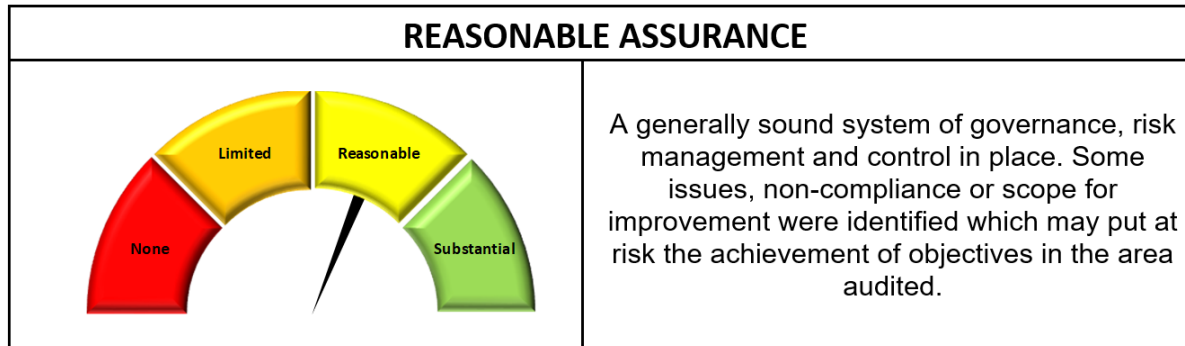 REASONABLE ASSURANCE
Limited
Reasonable
None
Substantial
A generally sound system of governance, risk
management and control in place. Some
issues, non-compliance or scope for
improvement were identified which may put at
risk the achievement of objectives in the area
audited.